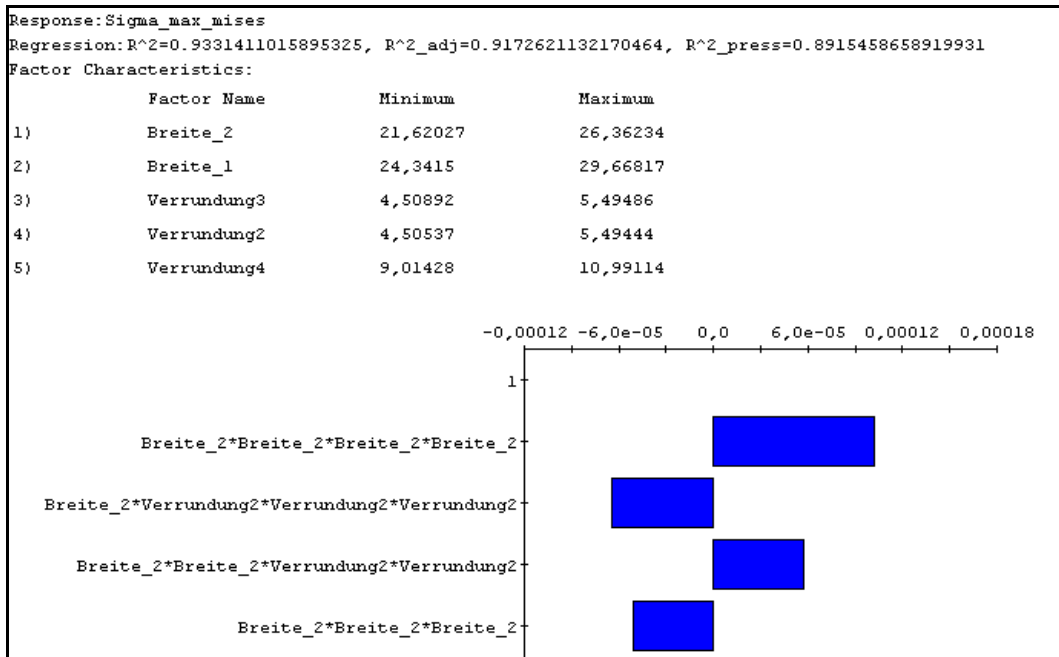 Response:Sigma_max_mises
Regression:R^2=0.9331411015895325, R^2_adj=0.9172621132170464, R^2_press=0.8915458658919931
Factor Characteristics:
Factor Name Minimum Maximum
1) Breite_2 21,62027 26,36234
2) Breite_1 24,3415 29,66817
3) Verrundung3 4,50892 5,49486
4) Verrundung2 4,50537 5,49444
5) Verrundung4 9,01428 10,99114
-0,00012 -6,0e-05 0,0 6,0e-05 0,00012 0,00018
1
Breite_2*Breite_2*Breite_2*Breite_2
Breite_2*Verrundung2*Verrundung2*Verrundung2
Breite_2*Breite_2*Verrundung2*Verrundung2
Breite_2*Breite_2*Breite_2